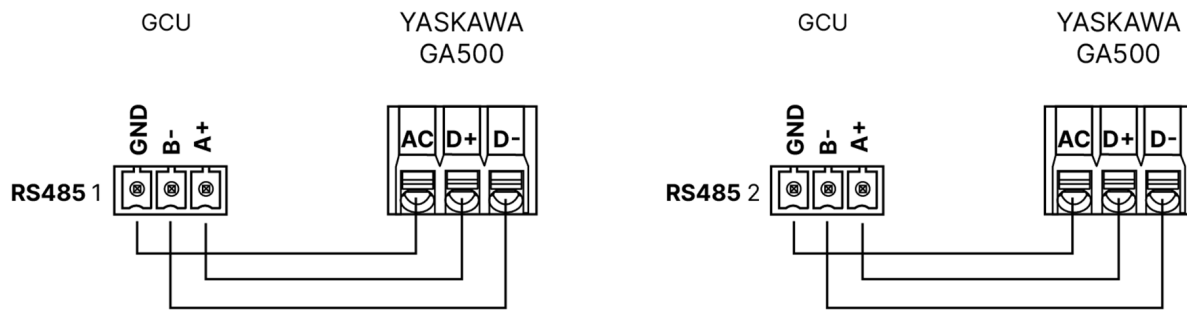 GCU
YASKAWA
GA500
GND
B-
A+
AC
D+
D-
RS485 1
GCU
YASKAWA
GA500
GND
B-
A+
AC
D+
D-
RS485 2